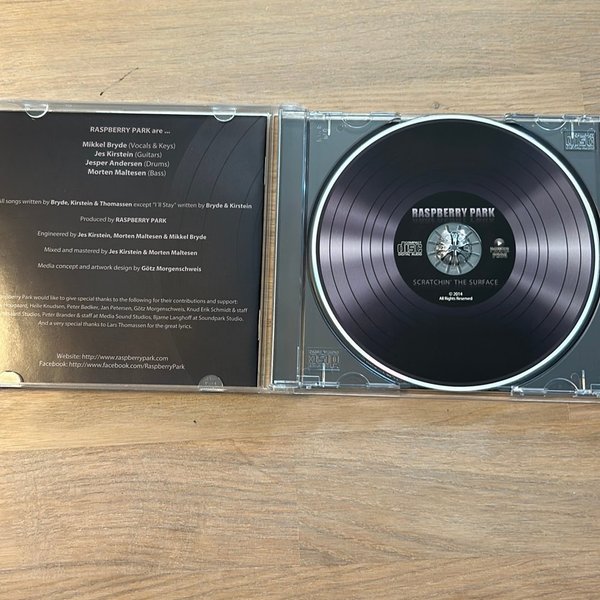 RASPBERRY PARK are ...
Mikkel Bryde (Vocals & Keys)
Jes Kirstein (Guitars)
Jesper Andersen (Drums)
Morten Maltesen (Bass)
songs written by Bryde, Kirstein & Thomassen except "I'll Stay" written by Bryde & Kirstein
Produced by RASPBERRY PARK
Engineered by Jes Kirstein, Morten Maltesen & Mikkel Bryde
Mixed and mastered by Jes Kirstein & Morten Maltesen
Media concept and artwork design by Götz Morgenschweis
Park would like to give special thanks to the following for their contributions and support:
Helle Knudsen, Peter Bødker, Jan Petersen, Götz Morgenschweis, Knud Erik Schmidt & staff
Studios, Peter Brander & staff at Media Sound Studios, Bjarne Langhoff at Soundpark Studio.
And a very special thanks to Lars Thomassen for the great lyrics.
Website: http://www.raspberrypark.com
Facebook: http://www.facebook.com/RaspberryPark
RASPBERRY PARK
COMPACT
disc
DIGITAL AUDIO
SCRATCHIN' THE SURFACE
© 2014
All Rights Reserved